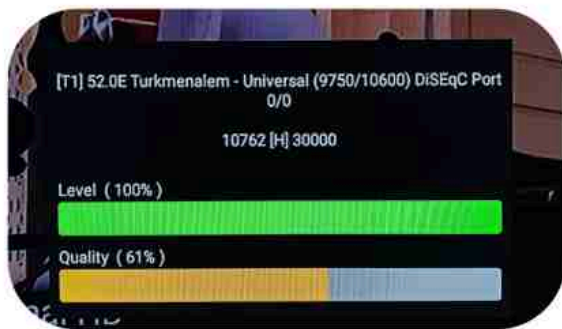 [T1] 52.0E Turkmenalem - Universal (9750/10600) DiSEqC Port
0/0
10762 [H] 30000
Level ( 100% )
Quality ( 61% )